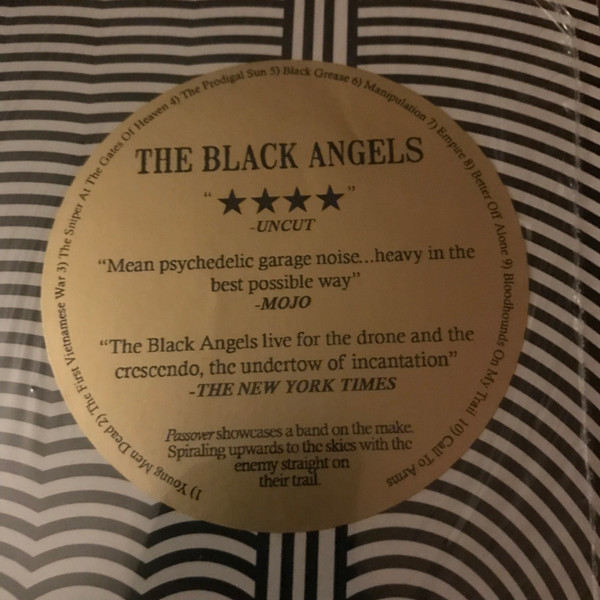 THE BLACK ANGELS
“★★★★”
-UNCUT
“Mean psychedelic garage noise...heavy in the
best possible way”
-MOJO
“The Black Angels live for the drone and the
crescendo, the undertow of incantation”
-THE NEW YORK TIMES
Passover showcases a band on the make.
Spiraling upwards to the skies with the
enemy straight on
their trail.
1) Young Men Dead 2) The First Vietnamese War 3) The Sniper At The Gates Of Heaven 4) The Prodigal Sun 5) Black Grease 6) Manipulation 7) Empire 8) Better Off Alone 9) Bloodhounds On My Trail 10) Call To Arms